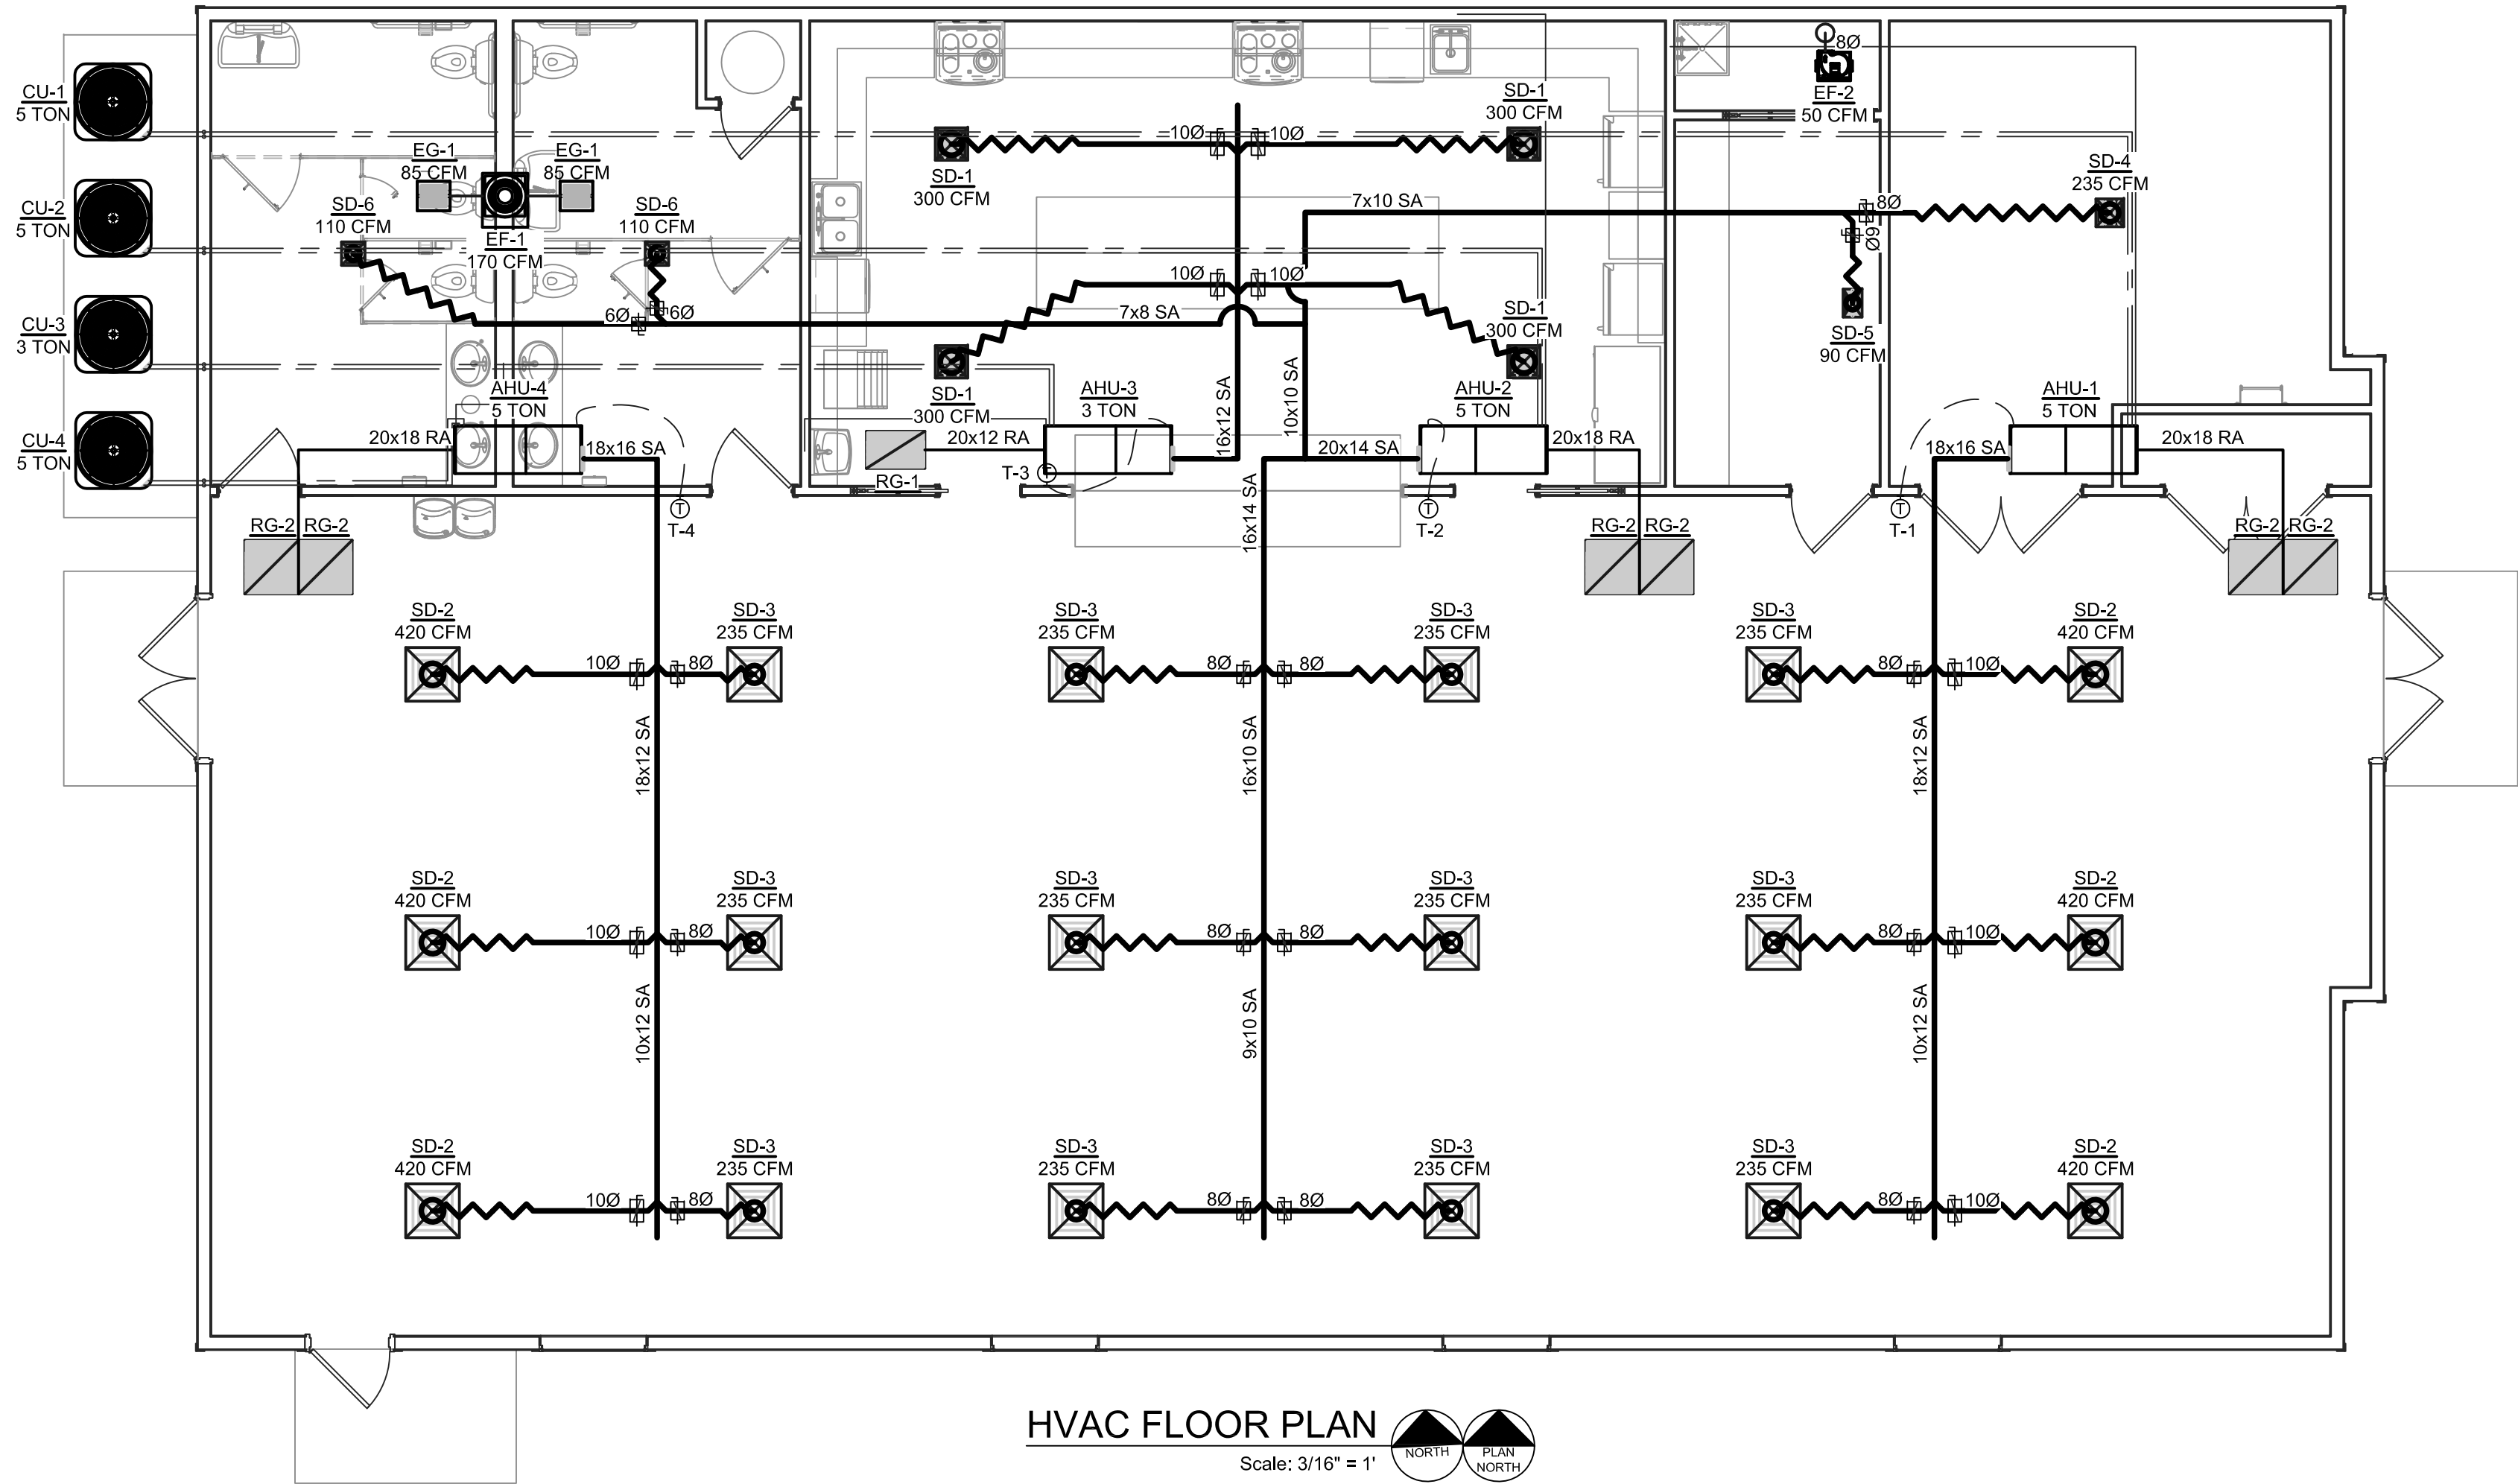 CU-1
5 TON
CU-2
5 TON
CU-3
3 TON
CU-4
5 TON
EG-1
85 CFM
EG-1
85 CFM
SD-6
110 CFM
SD-6
110 CFM
EF-1
170 CFM
6Ø
6Ø
7x8 SA
SD-1
300 CFM
SD-1
300 CFM
10Ø
10Ø
10Ø
10Ø
SD-1
300 CFM
SD-1
300 CFM
7x10 SA
8Ø
EF-2
50 CFM
SD-4
235 CFM
8Ø
6Ø
SD-5
90 CFM
AHU-4
5 TON
20x18 RA
18x16 SA
AHU-3
3 TON
20x12 RA
RG-1
T-3
T
16x12 SA
10x10 SA
AHU-2
5 TON
20x14 SA
20x18 RA
AHU-1
5 TON
18x16 SA
20x18 RA
RG-2
RG-2
T
T-4
16x14 SA
T
T-2
RG-2
RG-2
T
T-1
RG-2
RG-2
SD-2
420 CFM
10Ø
8Ø
SD-3
235 CFM
SD-3
235 CFM
8Ø
8Ø
SD-3
235 CFM
SD-3
235 CFM
8Ø
10Ø
SD-2
420 CFM
18x12 SA
16x10 SA
18x12 SA
SD-2
420 CFM
10Ø
8Ø
SD-3
235 CFM
SD-3
235 CFM
8Ø
8Ø
SD-3
235 CFM
SD-3
235 CFM
8Ø
10Ø
SD-2
420 CFM
10x12 SA
9x10 SA
10x12 SA
SD-2
420 CFM
10Ø
8Ø
SD-3
235 CFM
SD-3
235 CFM
8Ø
8Ø
SD-3
235 CFM
SD-3
235 CFM
8Ø
10Ø
SD-2
420 CFM
HVAC FLOOR PLAN
Scale: 3/16" = 1'
NORTH
PLAN
NORTH